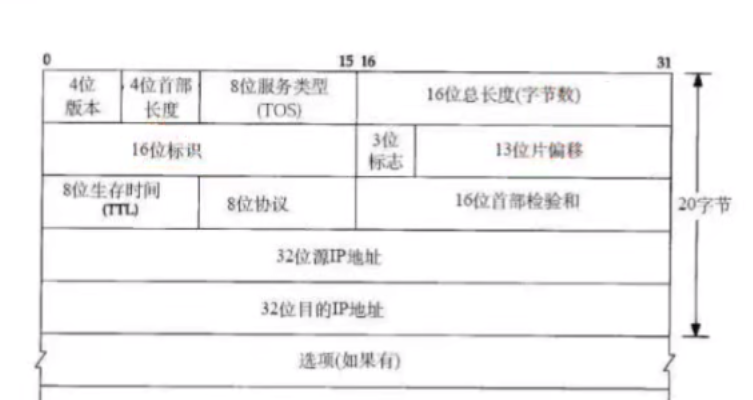 0 15 16 31
4位 4位首部 8位服务类型 16位总长度(字节数)
版本 长度 (TOS)
16位标识 3位 13位片偏移
标志
8位生存时间 8位协议 16位首部检验和
(TTL)
20字节
32位源IP地址
32位目的IP地址
选项(如果有)